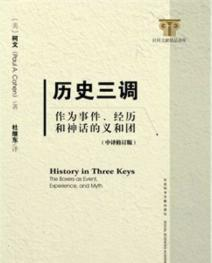 ［美］柯文
（Paul A. Cohen）著
杜继东 译
历史三调
作为事件、经历
和神话的义和团
（中译修订版）
History in Three Keys
The Boxers as Event,
Experience, and Myth